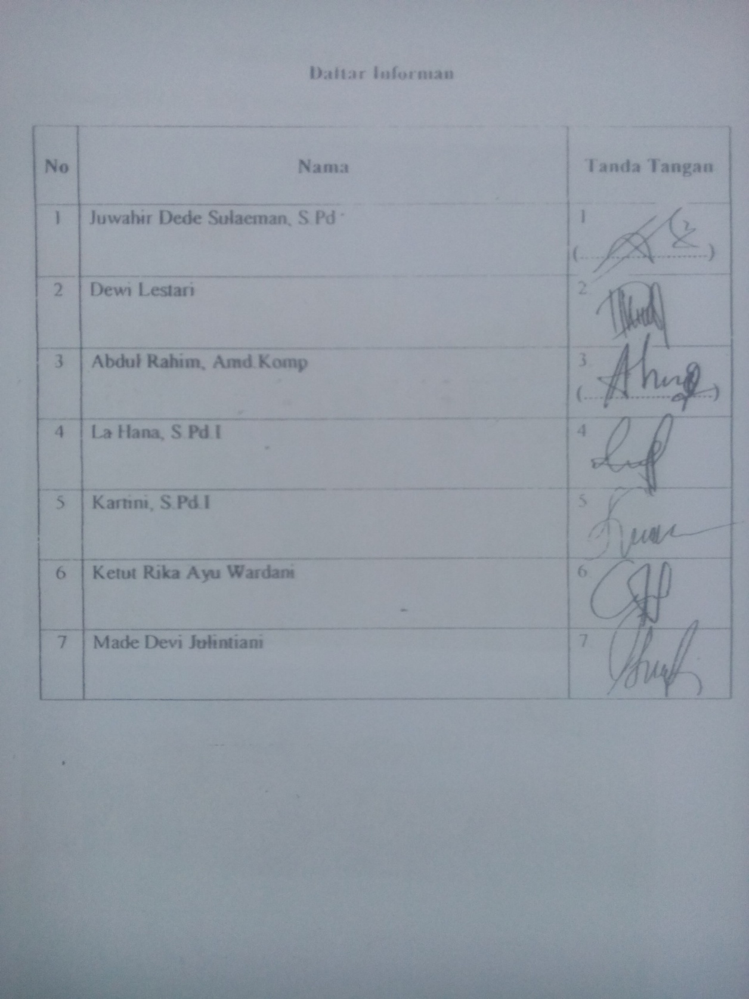 Daftar Informan
No Nama Tanda Tangan
1 Juwahir Dede Sulaeman, S.Pd 1
(....................................)
2 Dewi Lestari 2
3 Abdul Rahim, Amd.Komp 3
(....................................)
4 La Hana, S.Pd.I 4
5 Kartini, S.Pd.I 5
6 Ketut Rika Ayu Wardani 6
7 Made Devi Julintiani 7